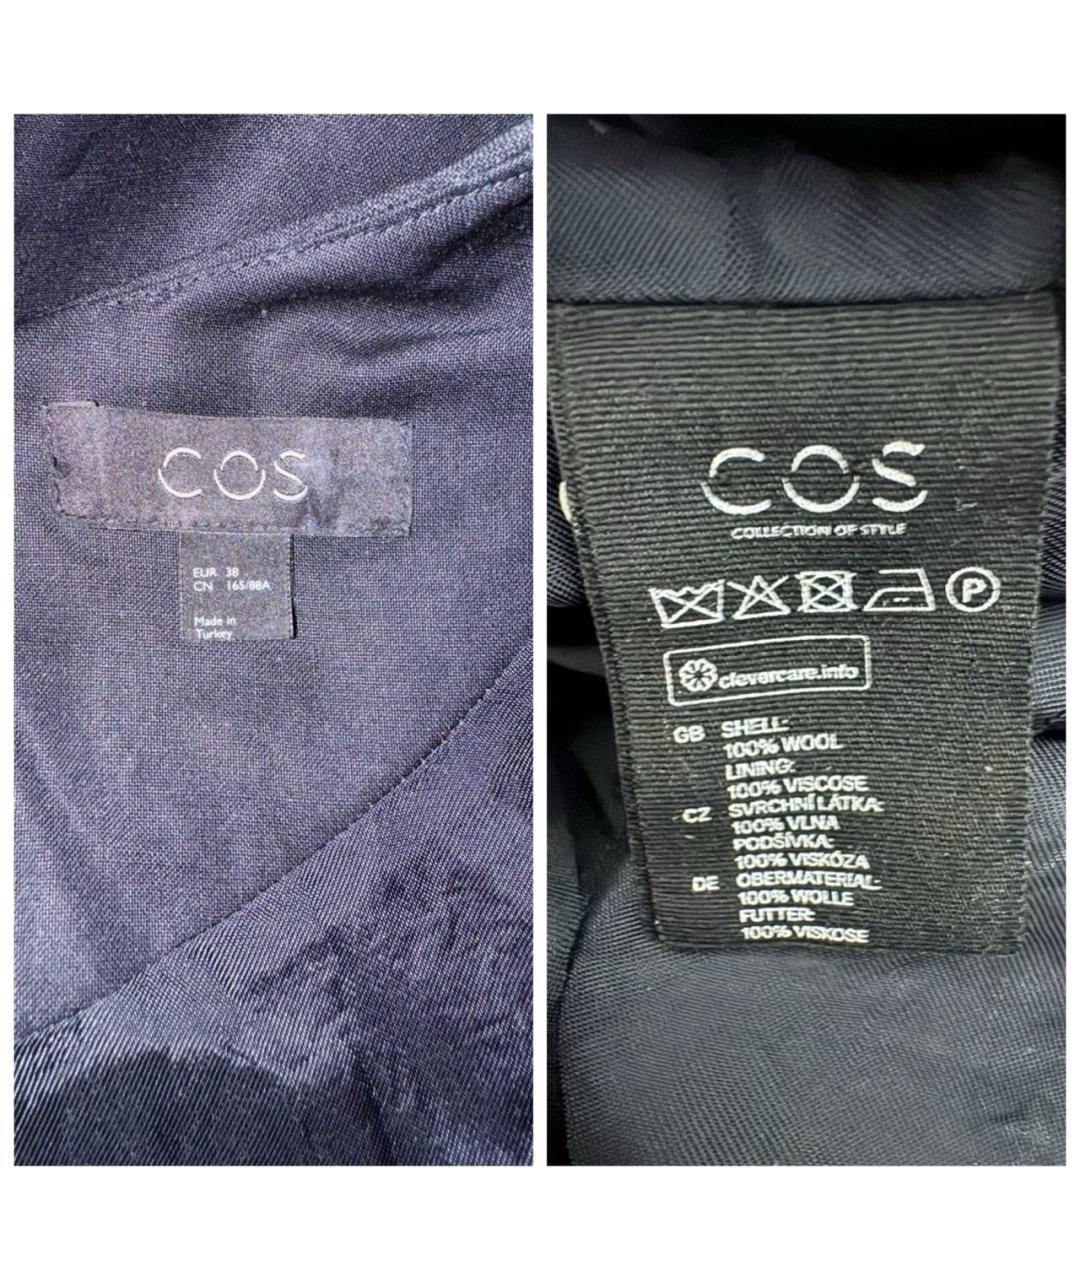 COS
EUR 38
CN 165/88A
Made in
Turkey
COS
COLLECTION OF STYLE
P
clevercare.info
GB SHELL:
100% WOOL
LINING:
100% VISCOSE
CZ SVRCHNÍ LÁTKA:
100% VLNA
PODŠÍVKA:
100% VISKÓZA
DE OBERMATERIAL:
100% WOLLE
FUTTER:
100% VISKOSE